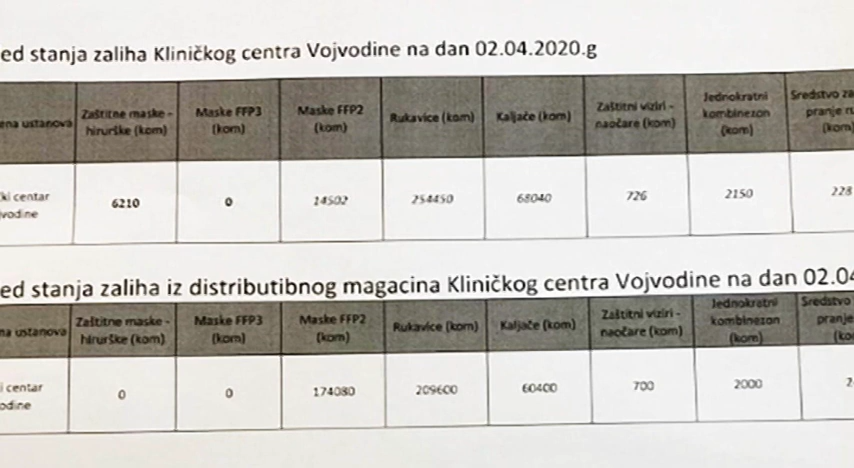 ed stanja zaliha Kliničkog centra Vojvodine na dan 02.04.2020.g
ena ustanova Zaštitne maske - hirurške (kom) Maske FFP3 (kom) Maske FFP2 (kom) Rukavice (kom) Kaljače (kom) Zaštitni viziri - naočare (kom) Jednokratni kombinezon (kom) Sredstvo za pranje ru (kom)
ki centar vodine 6210 0 14502 254450 68040 726 2150 228
ed stanja zaliha iz distributibnog magacina Kliničkog centra Vojvodine na dan 02.04
na ustanova Zaštitne maske - hirurške (kom) Maske FFP3 (kom) Maske FFP2 (kom) Rukavice (kom) Kaljače (kom) Zaštitni viziri - naočare (kom) Jednokratni kombinezon (kom) Sredstvo pranje (ko
i centar odine 0 0 174080 209600 60400 700 2000 2